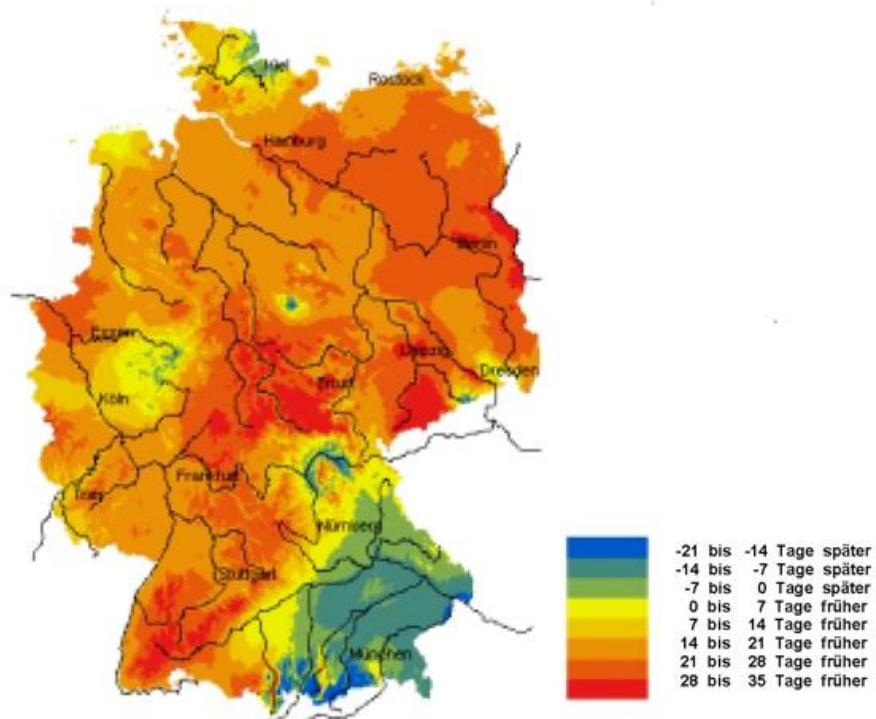 Kiel
Rostock
Hamburg
Berlin
Essen
Leipzig
Dresden
Köln
Erfurt
Frankfurt
Trier
Nürnberg
Stuttgart
München
-21 bis -14 Tage später
-14 bis -7 Tage später
-7 bis 0 Tage später
0 bis 7 Tage früher
7 bis 14 Tage früher
14 bis 21 Tage früher
21 bis 28 Tage früher
28 bis 35 Tage früher